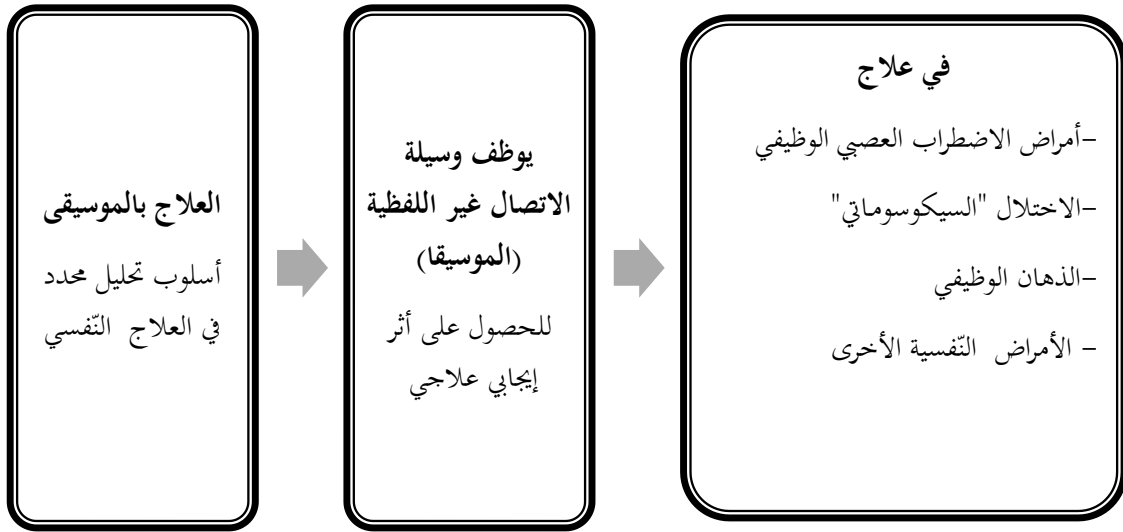 العلاج بالموسيقى
أسلوب تحليل محدد
في العلاج النّفسي
يوظف وسيلة
الاتصال غير اللفظية
(الموسيقا)
للحصول على أثر
إيجابي علاجي
في علاج
-أمراض الاضطراب العصبي الوظيفي
-الاختلال "السيكوسوماتي"
-الذهان الوظيفي
- الأمراض النّفسية الأخرى